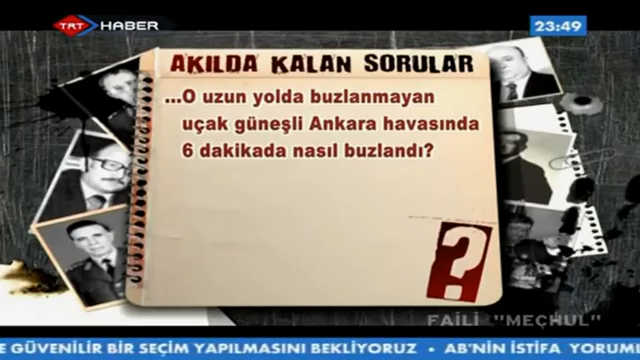 TRT HABER
23:49
AKILDA KALAN SORULAR
...O uzun yolda buzlanmayan
uçak güneşli Ankara havasında
6 dakikada nasıl buzlandı?
?
FAİLİ "MEÇHUL"
E GÜVENİLİR BİR SEÇİM YAPILMASINI BEKLİYORUZ • AB'NİN İSTİFA YORUM